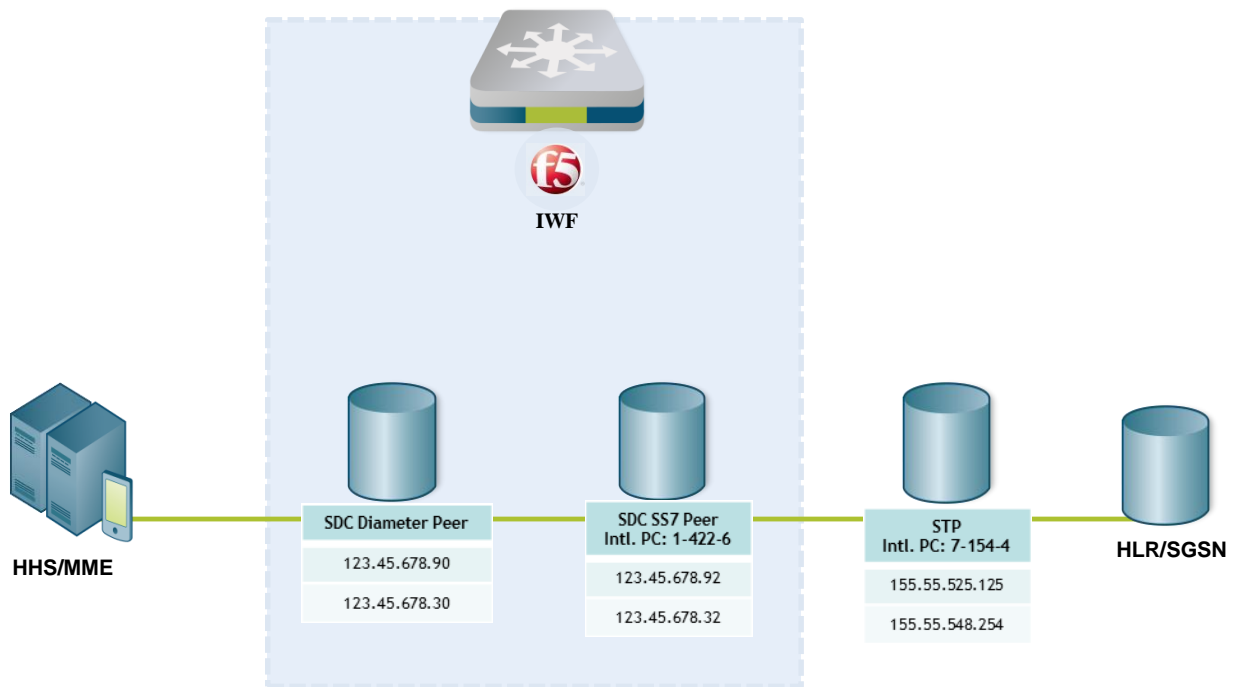 f5
IWF
SDC Diameter Peer
123.45.678.90
123.45.678.30
SDC SS7 Peer
Intl. PC: 1-422-6
123.45.678.92
123.45.678.32
STP
Intl. PC: 7-154-4
155.55.525.125
155.55.548.254
HHS/MME
HLR/SGSN